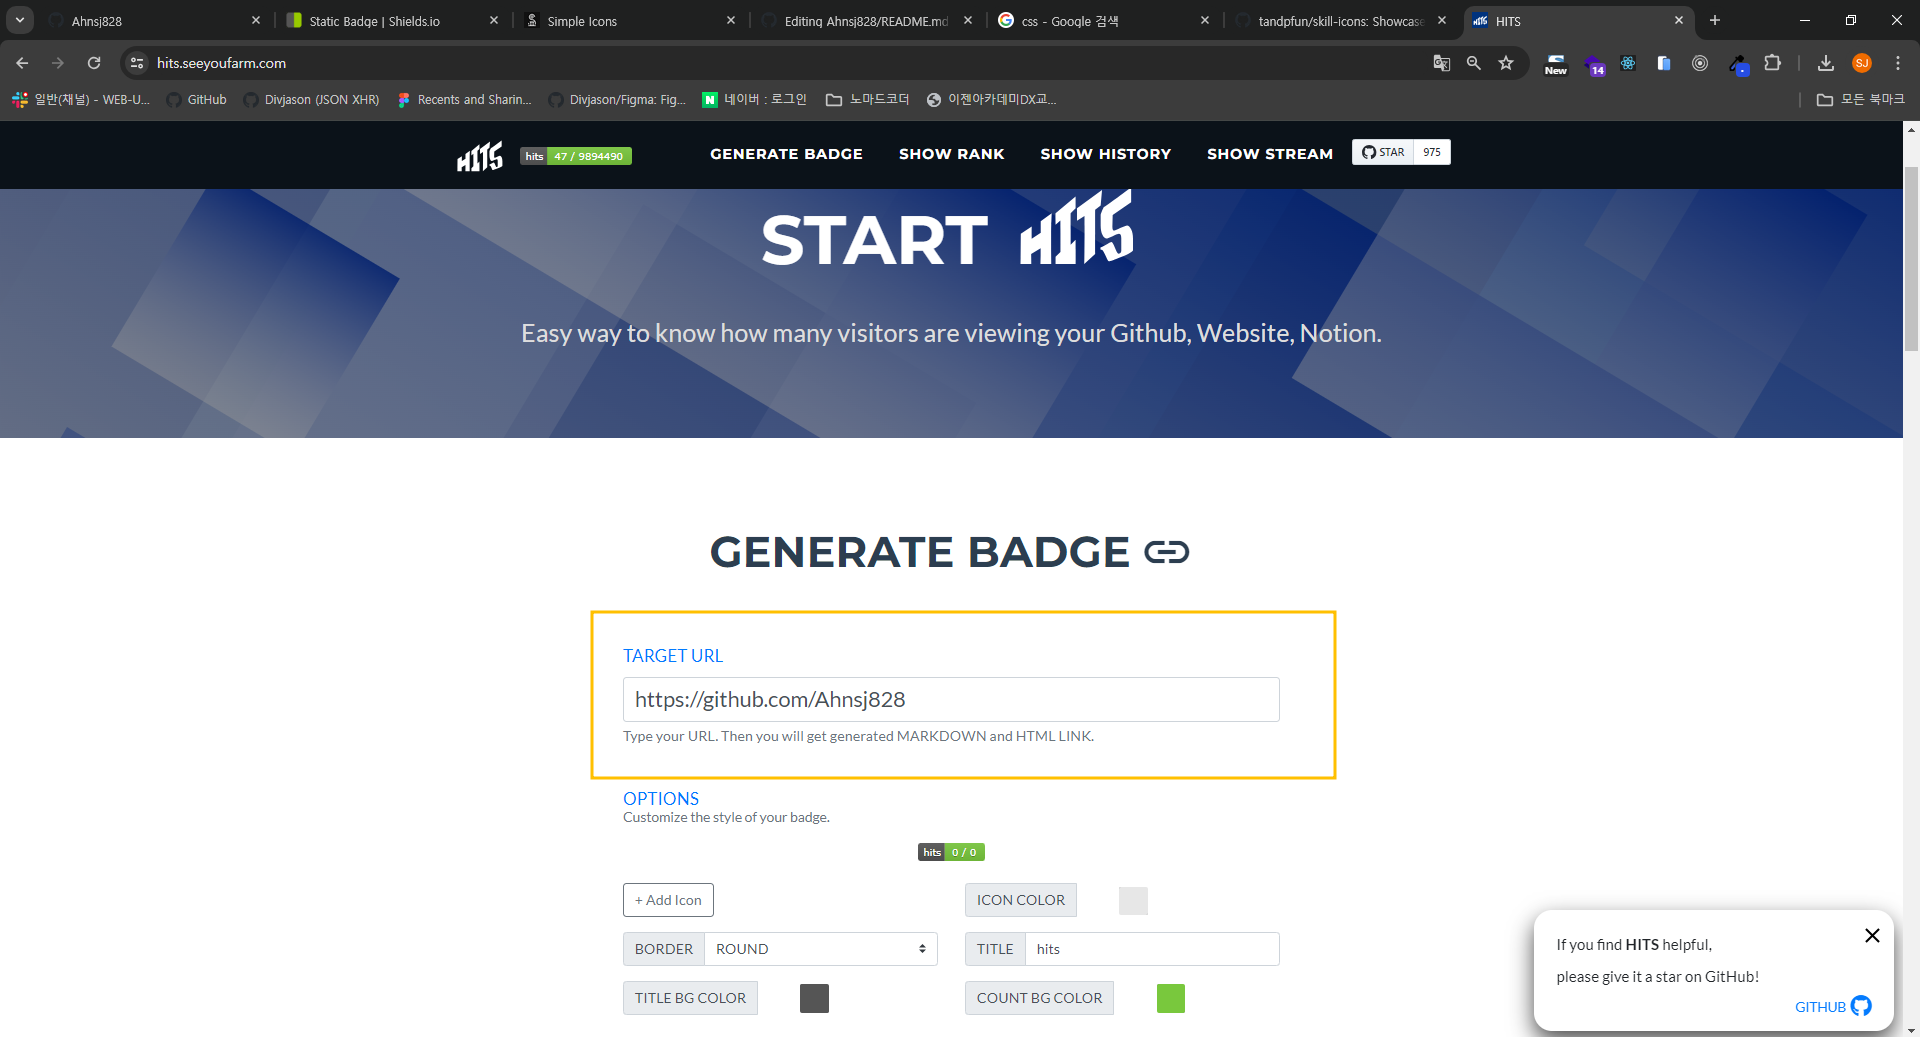 Ahnsj828
Static Badge | Shields.io
Simple Icons
Editing Ahnsj828/README.md
css - Google 검색
tandpfun/skill-icons: Showcase
HITS
hits.seeyoufarm.com
New
14
SJ
일반(채널) - WEB-U...
GitHub
Divjason (JSON XHR)
Recents and Sharin...
Divjason/Figma: Fig...
네이버 : 로그인
노마드코더
이젠아카데미DX교...
모든 북마크
HITS
hits 47 / 9894490
GENERATE BADGE
SHOW RANK
SHOW HISTORY
SHOW STREAM
STAR 975
START HITS
Easy way to know how many visitors are viewing your Github, Website, Notion.
GENERATE BADGE
TARGET URL
https://github.com/Ahnsj828
Type your URL. Then you will get generated MARKDOWN and HTML LINK.
OPTIONS
Customize the style of your badge.
hits 0 / 0
+ Add Icon
ICON COLOR
BORDER ROUND
TITLE hits
TITLE BG COLOR
COUNT BG COLOR
If you find HITS helpful,
please give it a star on GitHub!
GITHUB